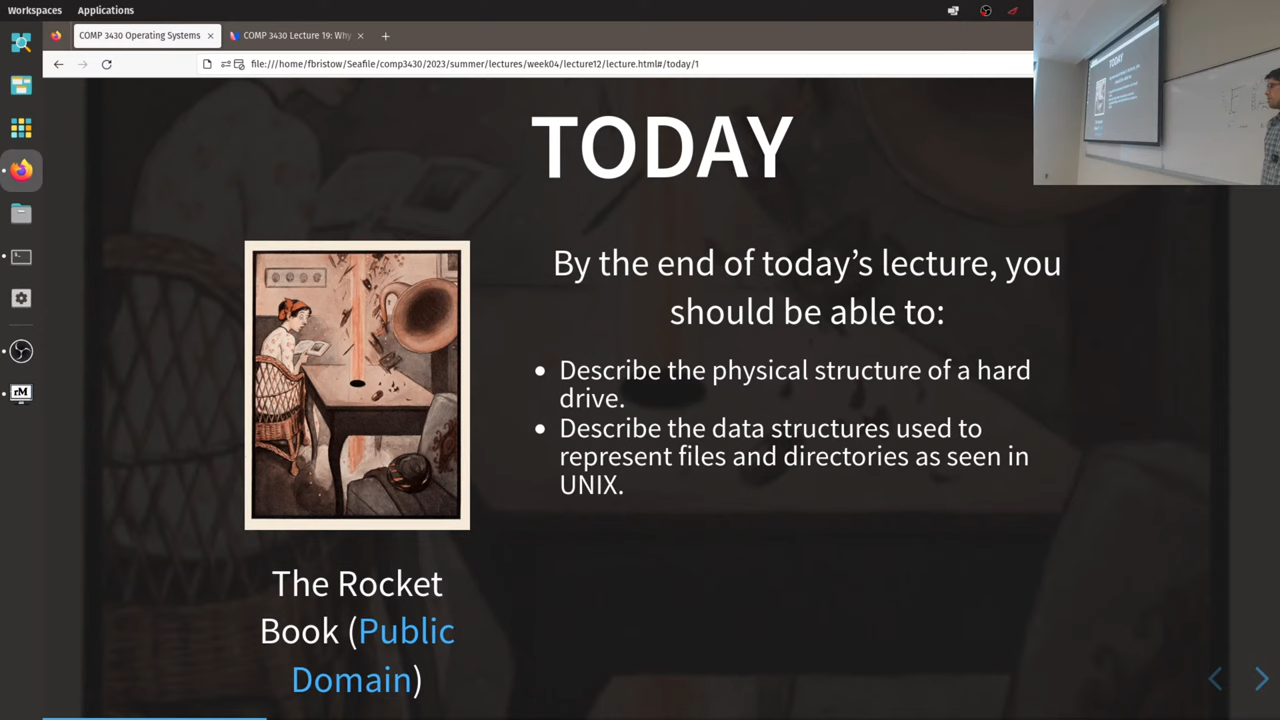 Workspaces Applications
COMP 3430 Operating Systems × COMP 3430 Lecture 19: Why × +
file:///home/fbristow/Seafile/comp3430/2023/summer/lectures/week04/lecture12/lecture.html#/today/1
TODAY
By the end of today’s lecture, you
should be able to:
• Describe the physical structure of a hard
drive.
• Describe the data structures used to
represent files and directories as seen in
UNIX.
The Rocket
Book (Public
Domain)
rM
TODAY